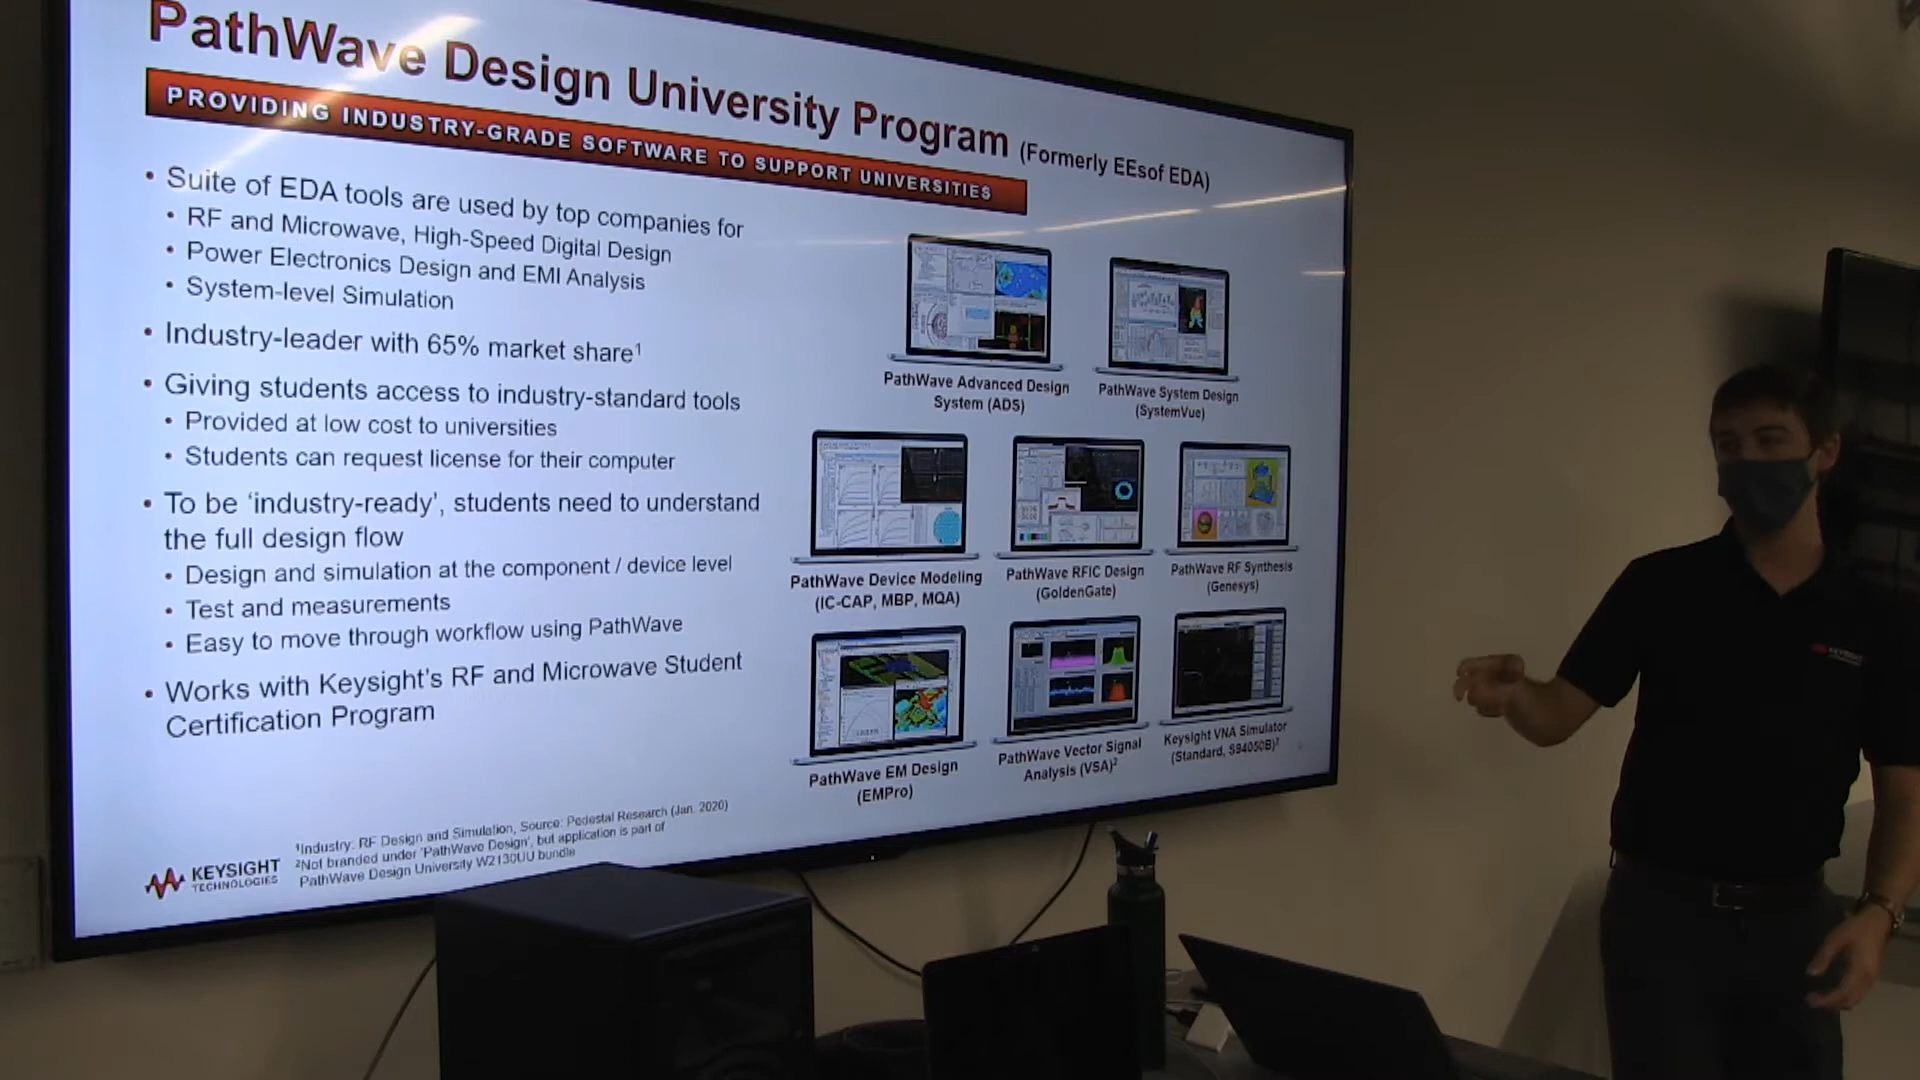 PathWave Design University Program (Formerly EEsof EDA)
PROVIDING INDUSTRY-GRADE SOFTWARE TO SUPPORT UNIVERSITIES
• Suite of EDA tools are used by top companies for
• RF and Microwave, High-Speed Digital Design
• Power Electronics Design and EMI Analysis
• System-level Simulation
• Industry-leader with 65% market share¹
• Giving students access to industry-standard tools
• Provided at low cost to universities
• Students can request license for their computer
• To be ‘industry-ready’, students need to understand
the full design flow
• Design and simulation at the component / device level
• Test and measurements
• Easy to move through workflow using PathWave
• Works with Keysight's RF and Microwave Student
Certification Program
PathWave Advanced Design
System (ADS)
PathWave System Design
(SystemVue)
PathWave Device Modeling
(IC-CAP, MBP, MQA)
PathWave RFIC Design
(GoldenGate)
PathWave RF Synthesis
(Genesys)
PathWave EM Design
(EMPro)
PathWave Vector Signal
Analysis (VSA)²
Keysight VNA Simulator
(Standard, S94050B)²
KEYSIGHT
TECHNOLOGIES
¹Industry: RF Design and Simulation, Source: Pedestal Research (Jan. 2020)
²Not branded under 'PathWave Design', but application is part of
PathWave Design University W2130UU bundle
KEYSIGHT